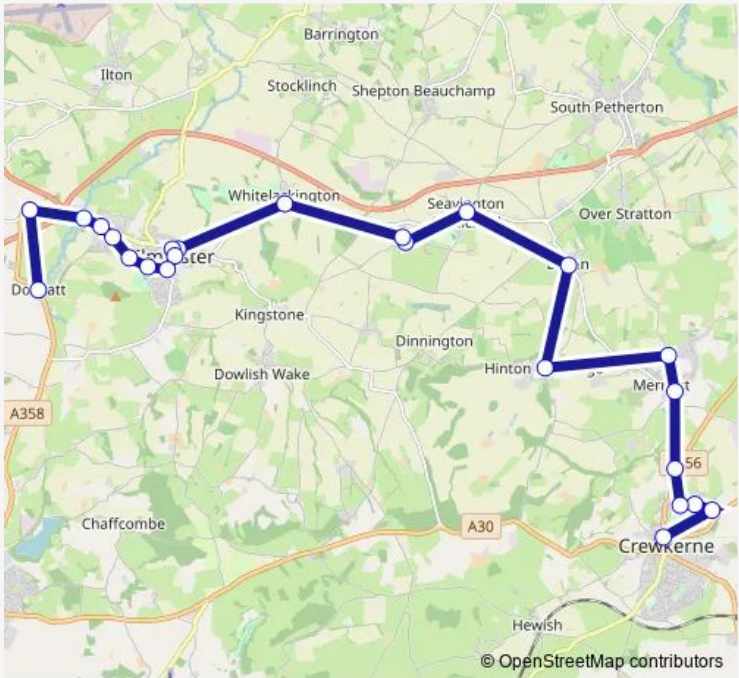 Barrington
Ilton
Stocklinch
Shepton Beauchamp
South Petherton
Whitelackington
Seavington
Over Stratton
Kingstone
Dinnington
Hinton
Dowlish Wake
A358
56
Chaffcombe
A30
Crewkerne
Hewish
© OpenStreetMap contributors